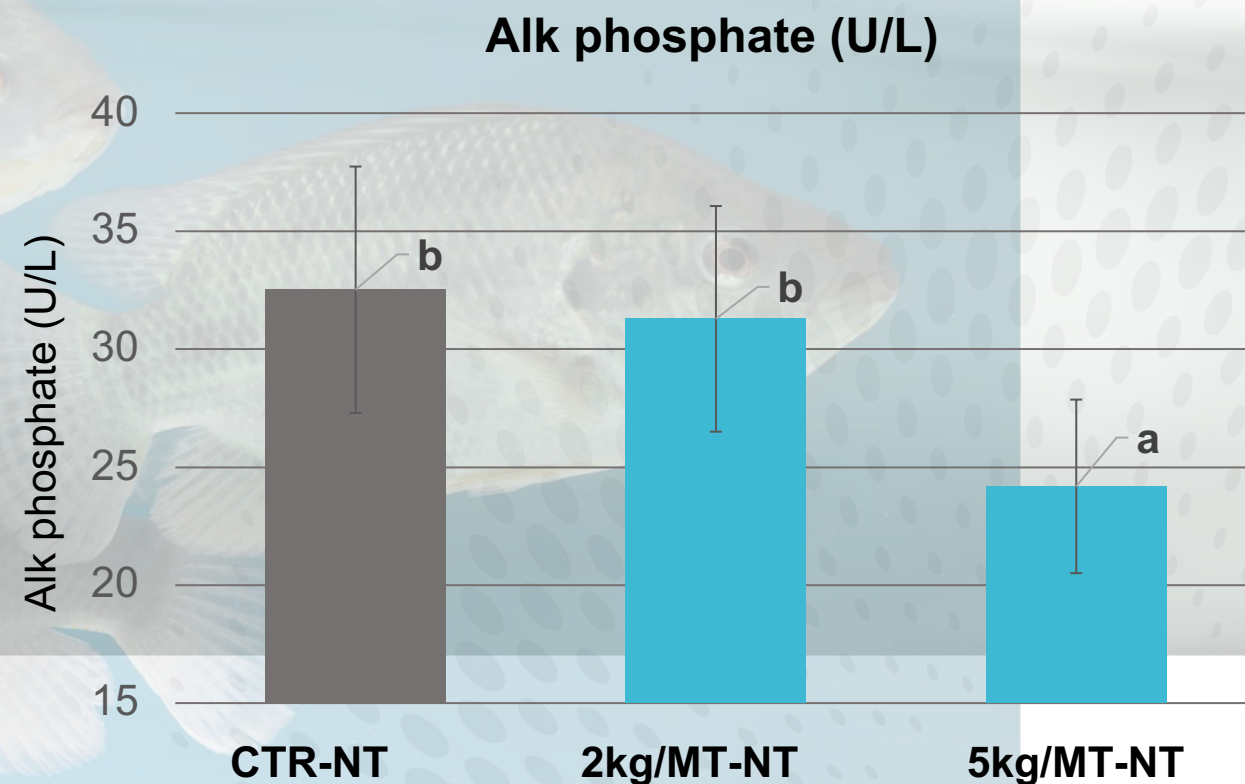 Alk phosphate (U/L)
Alk phosphate (U/L)
40
35
30
25
20
15
b
b
a
CTR-NT
2kg/MT-NT
5kg/MT-NT